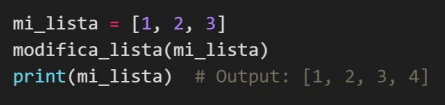 mi_lista = [1, 2, 3]
modifica_lista(mi_lista)
print(mi_lista)  # Output: [1, 2, 3, 4]